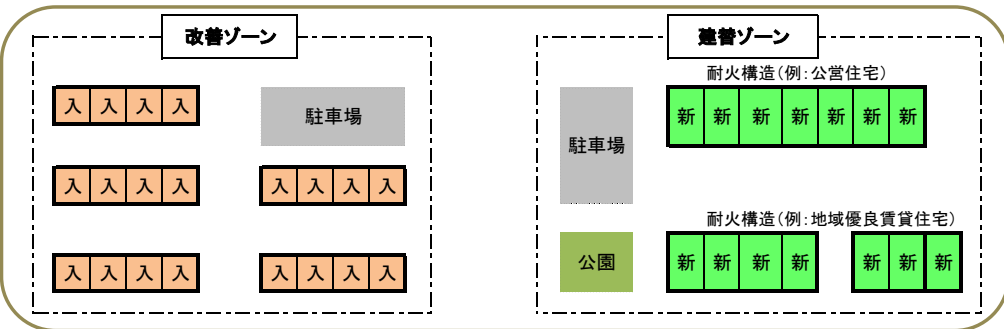 改善ゾーン
入 入 入 入
駐車場
入 入 入 入
入 入 入 入
入 入 入 入
入 入 入 入
建替ゾーン
耐火構造(例:公営住宅)
新 新 新 新 新 新 新
駐車場
耐火構造(例:地域優良賃貸住宅)
公園
新 新 新 新
新 新 新